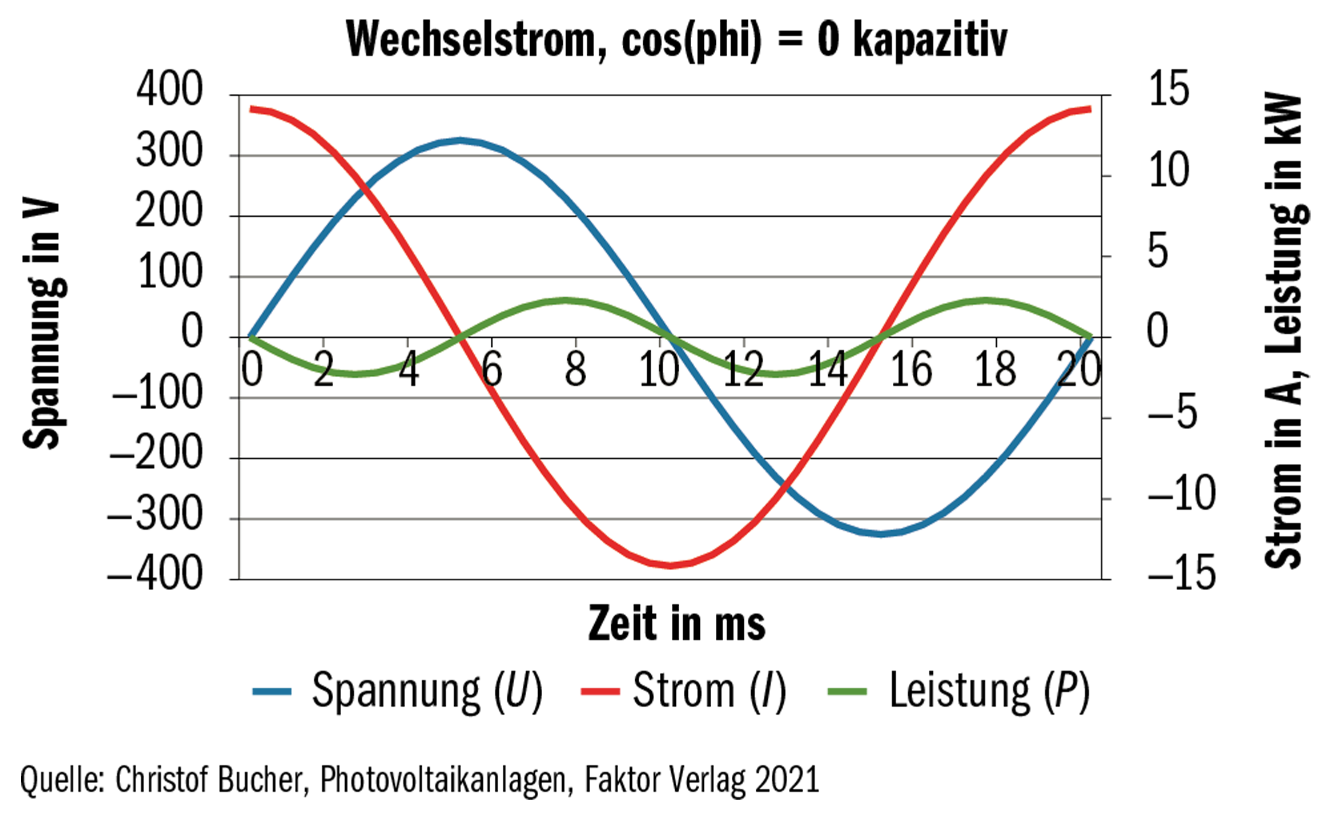 Wechselstrom, cos(phi) = 0 kapazitiv
400
300
200
100
0
−100
−200
−300
−400
Spannung in V
15
10
5
0
−5
−10
−15
Strom in A, Leistung in kW
0 2 4 6 8 10 12 14 16 18 20
Zeit in ms
Spannung (U) Strom (I) Leistung (P)
Quelle: Christof Bucher, Photovoltaikanlagen, Faktor Verlag 2021